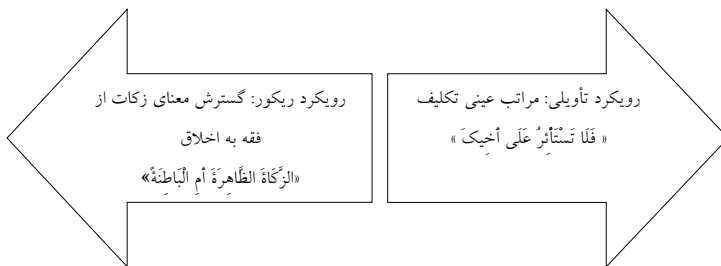 رویکرد تأویلی: مراتب عینی تکلیف
« فَلَا تَسْتَأْثِرُ عَلَى أَخِیکَ »
رویکرد ریکور: گسترش معنای زکات از
فقه به اخلاق
«الزَّكَاةَ الظَّاهِرَةَ أَمِ الْبَاطِنَةً»